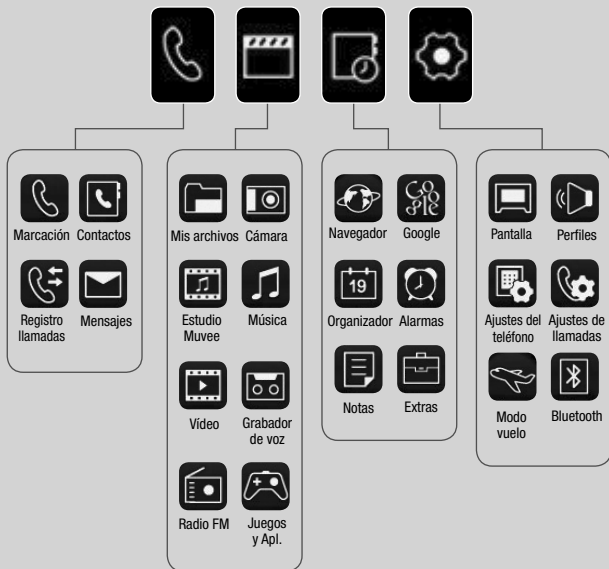 Marcación
Contactos
Registro
llamadas
Mensajes
Mis archivos
Cámara
Estudio
Muvee
Música
Vídeo
Grabador
de voz
Radio FM
Juegos
y Apl.
Navegador
Google
Google
19
Organizador
Alarmas
Notas
Extras
Pantalla
Perfiles
Ajustes del
teléfono
Ajustes de
llamadas
Modo
vuelo
Bluetooth